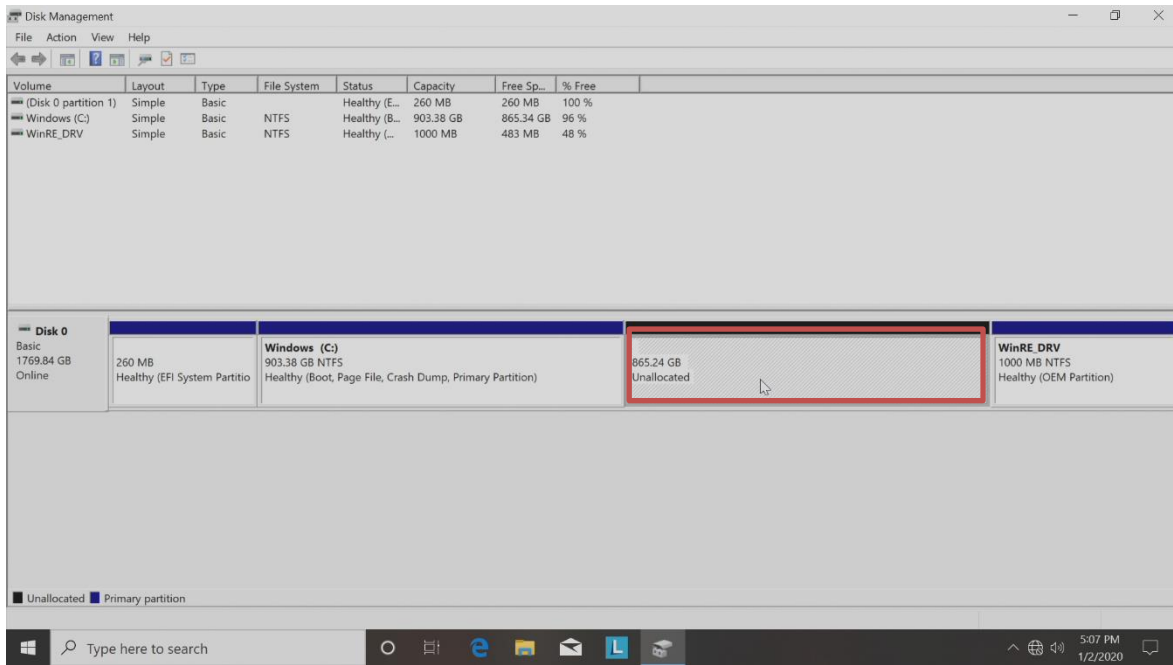 Disk Management
File Action View Help
Volume Layout Type File System Status Capacity Free Sp... % Free
(Disk 0 partition 1) Simple Basic Healthy (E... 260 MB 260 MB 100 %
Windows (C:) Simple Basic NTFS Healthy (B... 903.38 GB 865.34 GB 96 %
WinRE_DRV Simple Basic NTFS Healthy (... 1000 MB 483 MB 48 %
Disk 0
Basic
1769.84 GB
Online
260 MB
Healthy (EFI System Partitio
Windows (C:)
903.38 GB NTFS
Healthy (Boot, Page File, Crash Dump, Primary Partition)
865.24 GB
Unallocated
WinRE_DRV
1000 MB NTFS
Healthy (OEM Partition)
Unallocated Primary partition
Type here to search
L
5:07 PM
1/2/2020